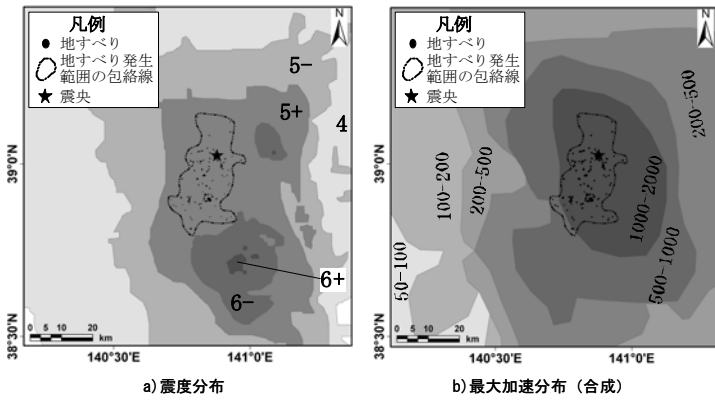 凡例
地すべり
地すべり発生
範囲の包絡線
震央
N
5-
5+
4
6+
6-
39°0′N
38°30′N
0 5 10 20
km
140°30′E
141°0′E
a)震度分布
凡例
地すべり
地すべり発生
範囲の包絡線
震央
N
200-500
100-200
200-500
1000-2000
500-1000
50-100
39°0′N
38°30′N
0 5 10 20
km
140°30′E
141°0′E
b)最大加速分布（合成）